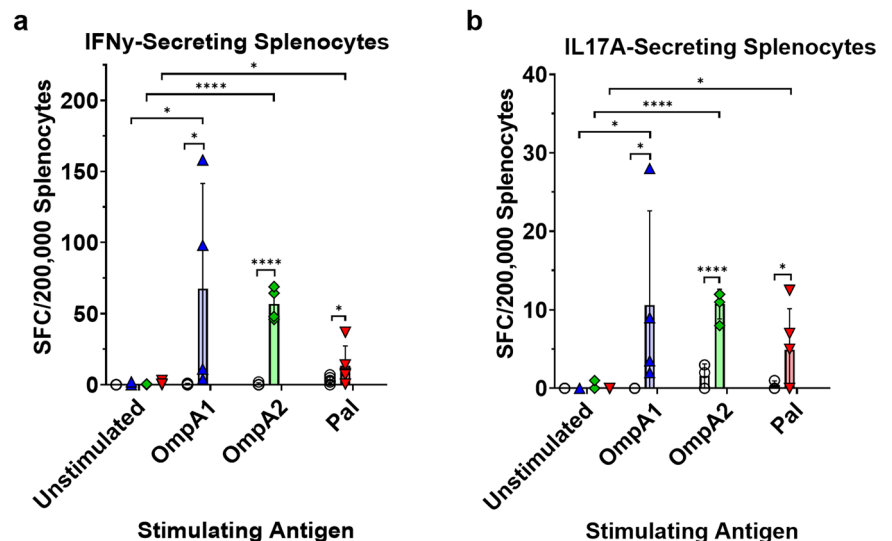 a
IFNy-Secreting Splenocytes
SFC/200,000 Splenocytes
200
150
100
50
0
*
****
*
*
****
*
Unstimulated
OmpA1
OmpA2
Pal
Stimulating Antigen
b
IL17A-Secreting Splenocytes
SFC/200,000 Splenocytes
40
30
20
10
0
*
****
*
*
****
*
Unstimulated
OmpA1
OmpA2
Pal
Stimulating Antigen